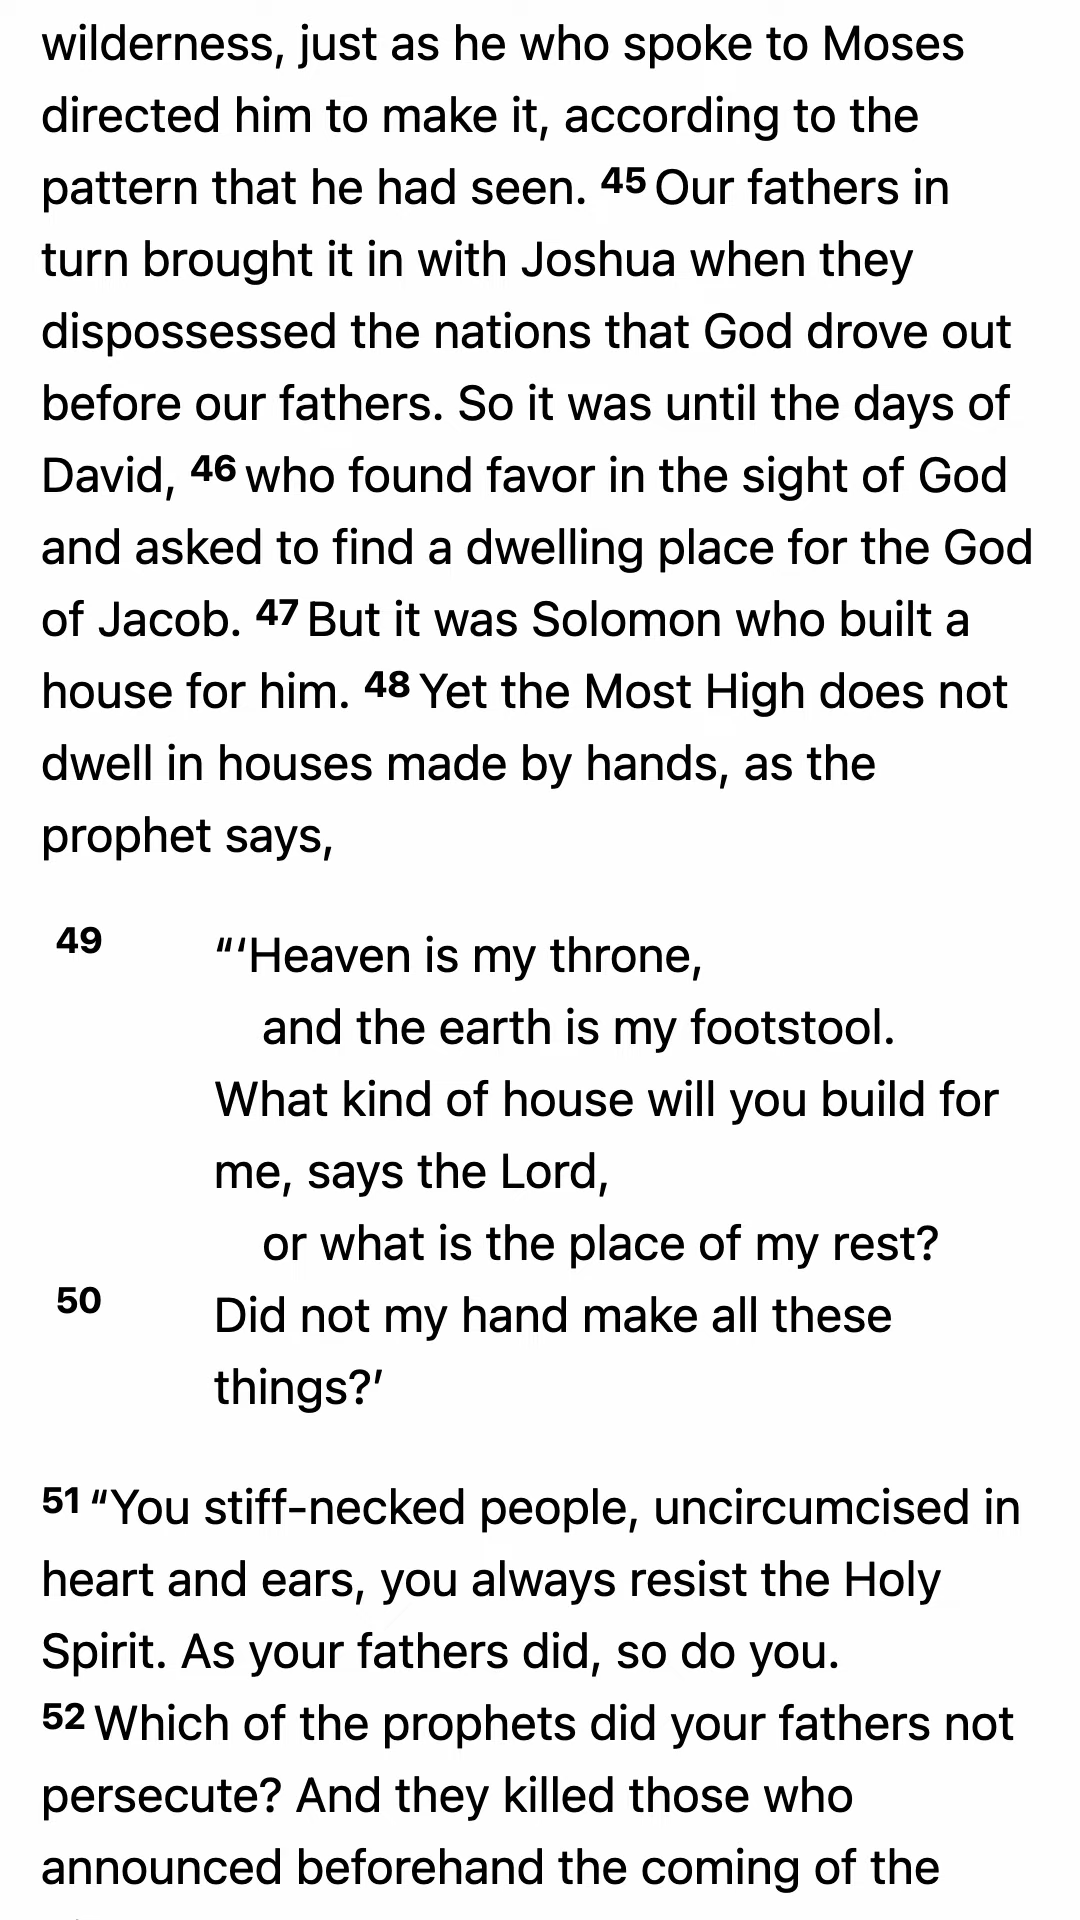 wilderness, just as he who spoke to Moses
directed him to make it, according to the
pattern that he had seen. 45 Our fathers in
turn brought it in with Joshua when they
dispossessed the nations that God drove out
before our fathers. So it was until the days of
David, 46 who found favor in the sight of God
and asked to find a dwelling place for the God
of Jacob. 47 But it was Solomon who built a
house for him. 48 Yet the Most High does not
dwell in houses made by hands, as the
prophet says,
49 “‘Heaven is my throne,
and the earth is my footstool.
What kind of house will you build for
me, says the Lord,
or what is the place of my rest?
50 Did not my hand make all these
things?’
51 “You stiff-necked people, uncircumcised in
heart and ears, you always resist the Holy
Spirit. As your fathers did, so do you.
52 Which of the prophets did your fathers not
persecute? And they killed those who
announced beforehand the coming of the